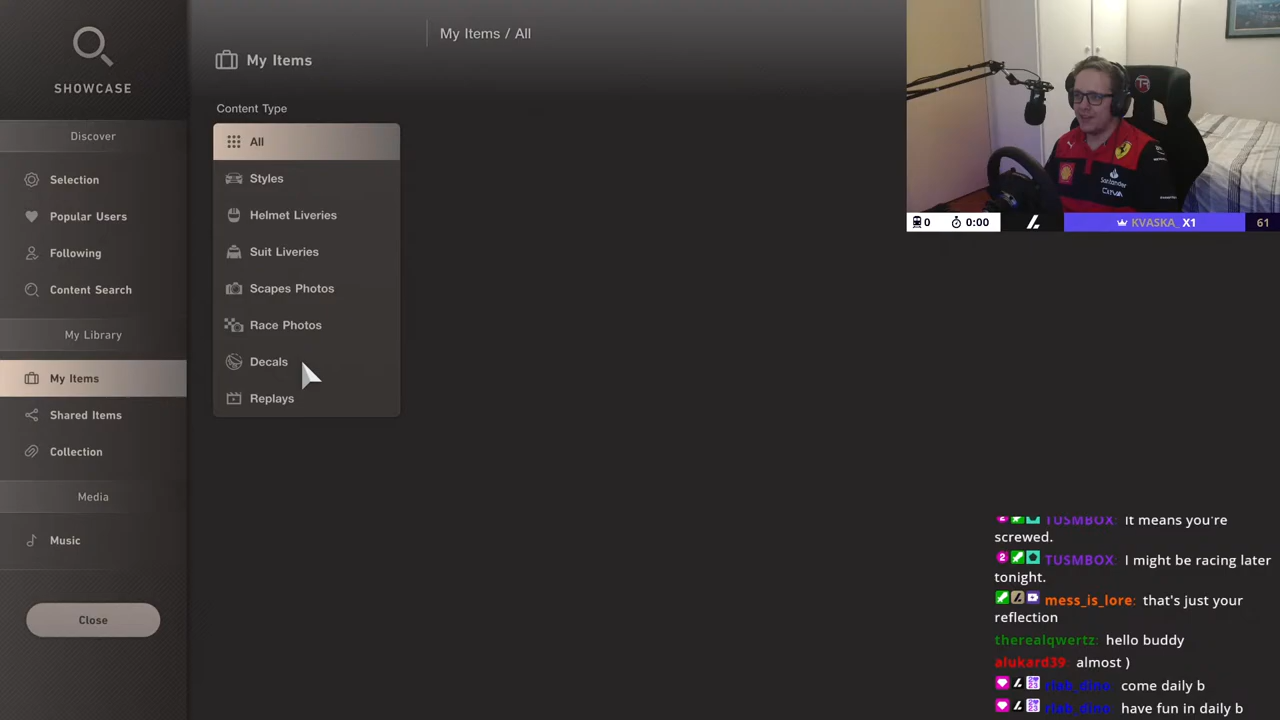 SHOWCASE
Discover
Selection
Popular Users
Following
Content Search
My Library
My Items
Shared Items
Collection
Media
Music
Close
My Items
Content Type
All
Styles
Helmet Liveries
Suit Liveries
Scapes Photos
Race Photos
Decals
Replays
My Items / All
Santander
0
0:00
KVASKA_ X1
61
TUSMBOX: It means you're
screwed.
TUSMBOX: I might be racing later
tonight.
mess_is_lore: that's just your
reflection
therealqwertz: hello buddy
alukard39: almost )
come daily b
have fun in daily b